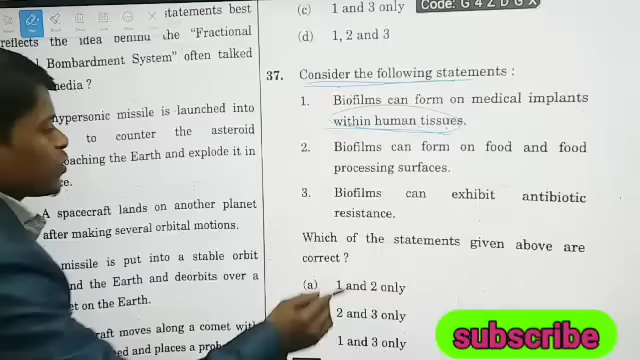 statements best
reflects the idea behind the "Fractional
Bombardment System" often talked
media ?
hypersonic missile is launched into
to counter the asteroid
oaching the Earth and explode it in
ce.
A spacecraft lands on another planet
after making several orbital motions.
missile is put into a stable orbit
nd the Earth and deorbits over a
et on the Earth.
raft moves along a comet with
ed and places a prob
(c) 1 and 3 only
Code: G 4 Z D G X
(d) 1, 2 and 3
37. Consider the following statements :
1. Biofilms can form on medical implants
within human tissues.
2. Biofilms can form on food and food
processing surfaces.
3. Biofilms can exhibit antibiotic
resistance.
Which of the statements given above are
correct ?
(a) 1 and 2 only
2 and 3 only
1 and 3 only
subscribe